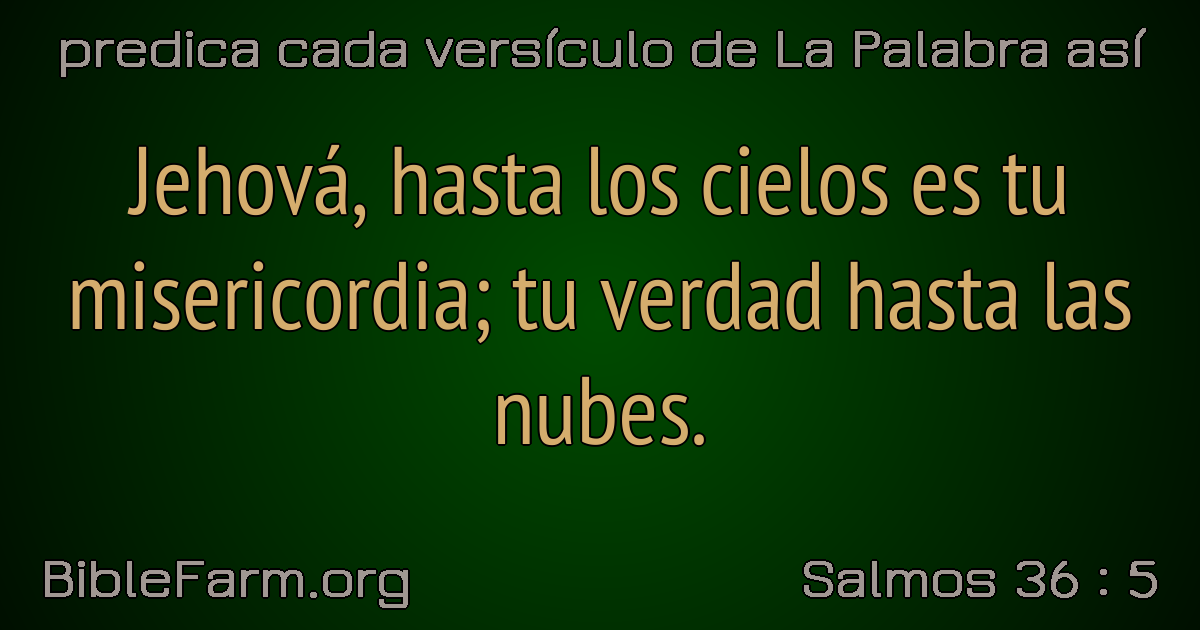 predica cada versículo de La Palabra así
Jehová, hasta los cielos es tu
misericordia; tu verdad hasta las
nubes.
BibleFarm.org
Salmos 36 : 5